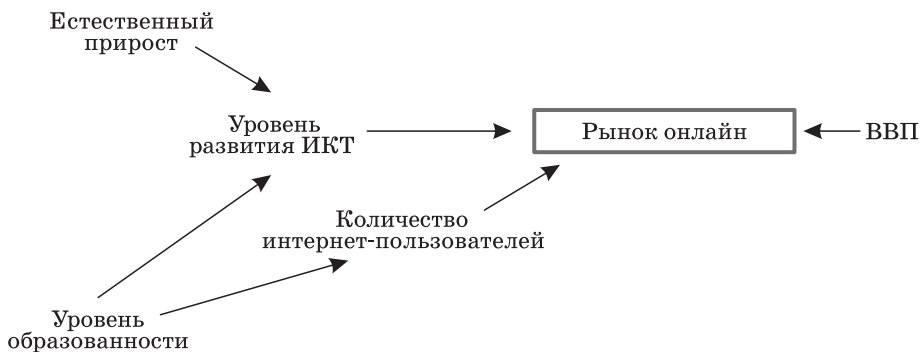 Естественный
прирост
Уровень
развития ИКТ
Рынок онлайн
ВВП
Количество
интернет-пользователей
Уровень
образованности